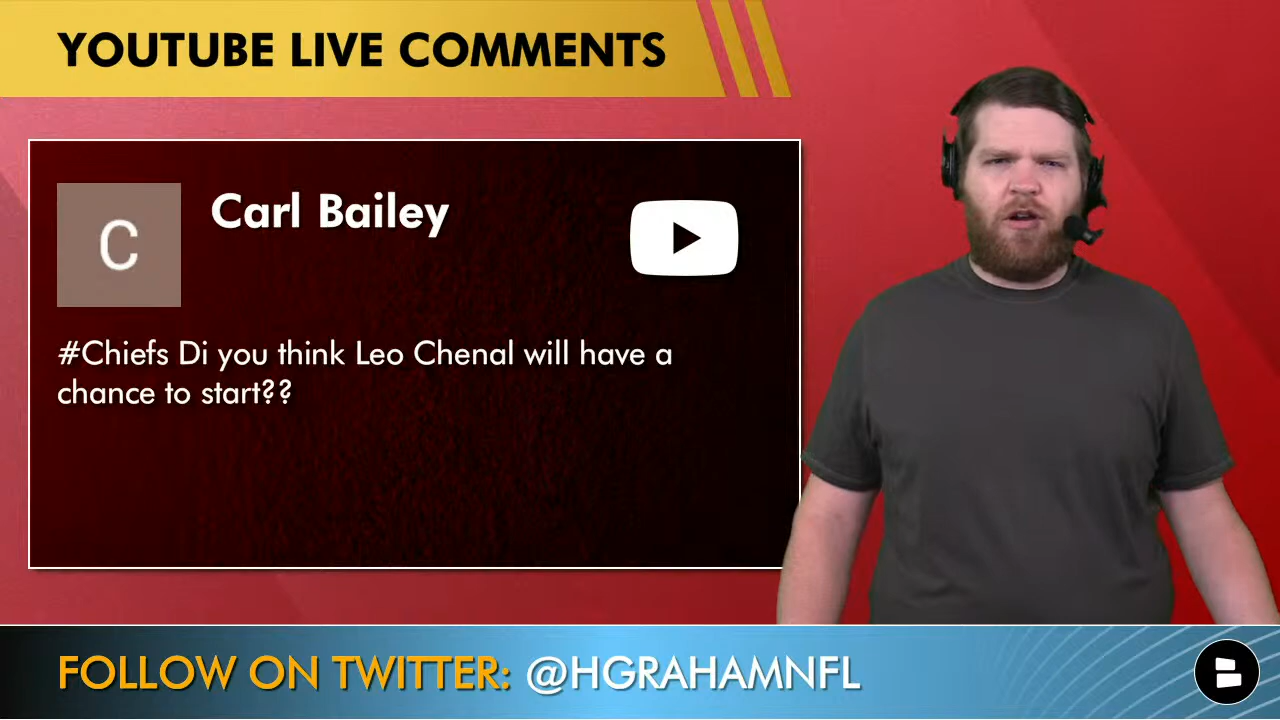 YOUTUBE LIVE COMMENTS
C
Carl Bailey
#Chiefs Di you think Leo Chenal will have a
chance to start??
FOLLOW ON TWITTER: @HGRAHAMNFL